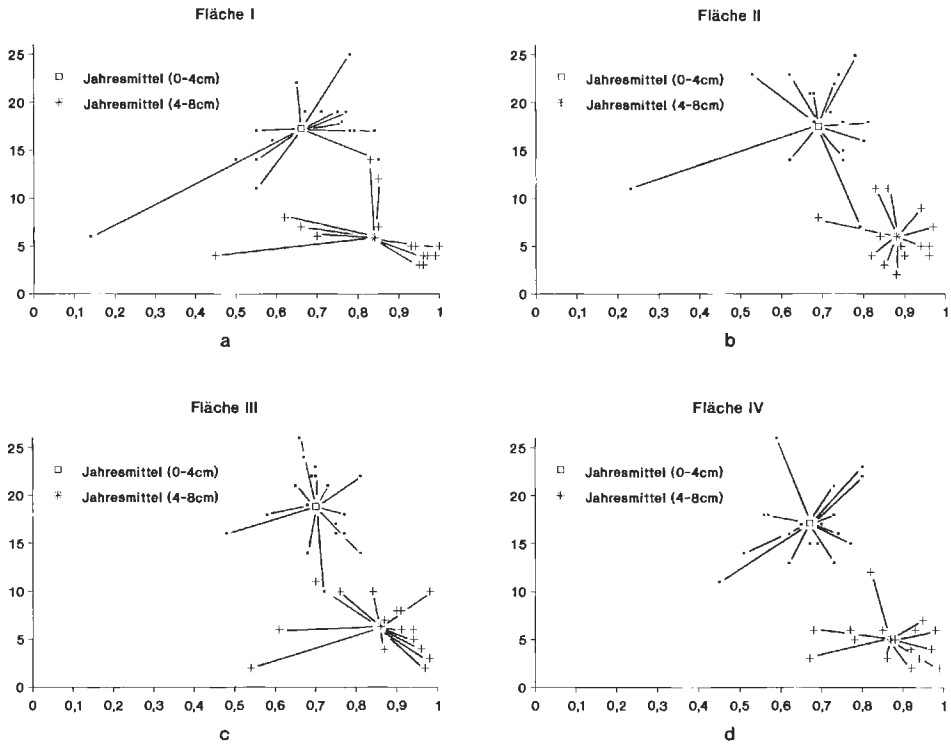 Fläche I
25
20
15
10
5
0
□ Jahresmittel (0-4cm)
* Jahresmittel (4-8cm)
0 0,1 0,2 0,3 0,4 0,5 0,6 0,7 0,8 0,9 1
a
Fläche II
25
20
15
10
5
0
□ Jahresmittel (0-4cm)
* Jahresmittel (4-8cm)
0 0,1 0,2 0,3 0,4 0,5 0,6 0,7 0,8 0,9 1
b
Fläche III
25
20
15
10
5
0
□ Jahresmittel (0-4cm)
* Jahresmittel (4-8cm)
0 0,1 0,2 0,3 0,4 0,5 0,6 0,7 0,8 0,9 1
c
Fläche IV
25
20
15
10
5
0
□ Jahresmittel (0-4cm)
+ Jahresmittel (4-8cm)
0 0,1 0,2 0,3 0,4 0,5 0,6 0,7 0,8 0,9 1
d